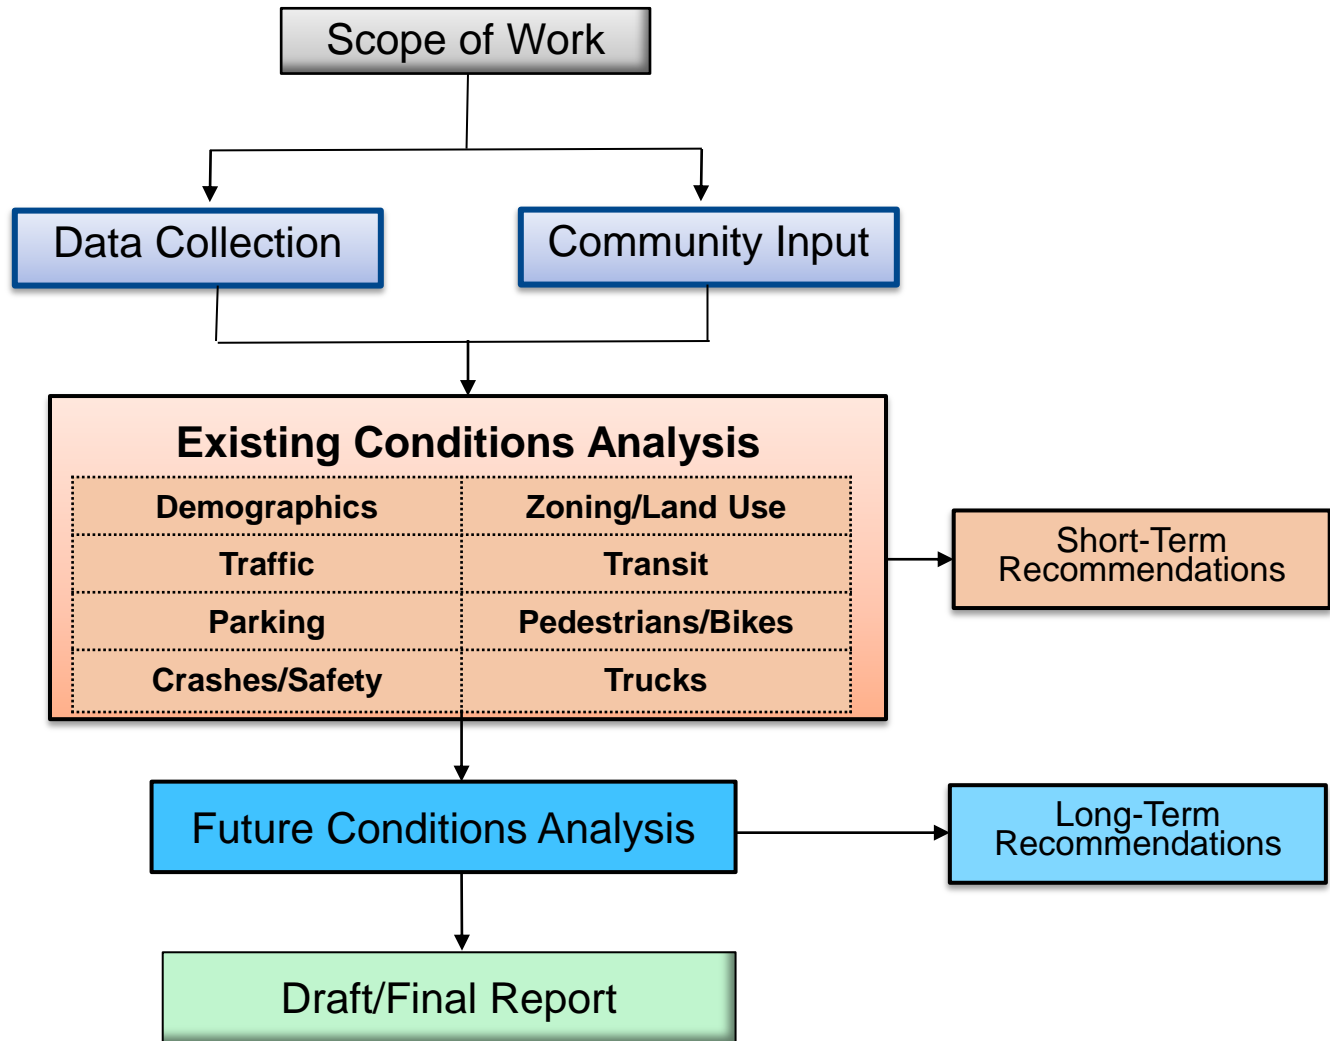 Scope of Work
Data Collection
Community Input
Existing Conditions Analysis
Demographics
Zoning/Land Use
Traffic
Transit
Parking
Pedestrians/Bikes
Crashes/Safety
Trucks
Short-Term
Recommendations
Future Conditions Analysis
Long-Term
Recommendations
Draft/Final Report